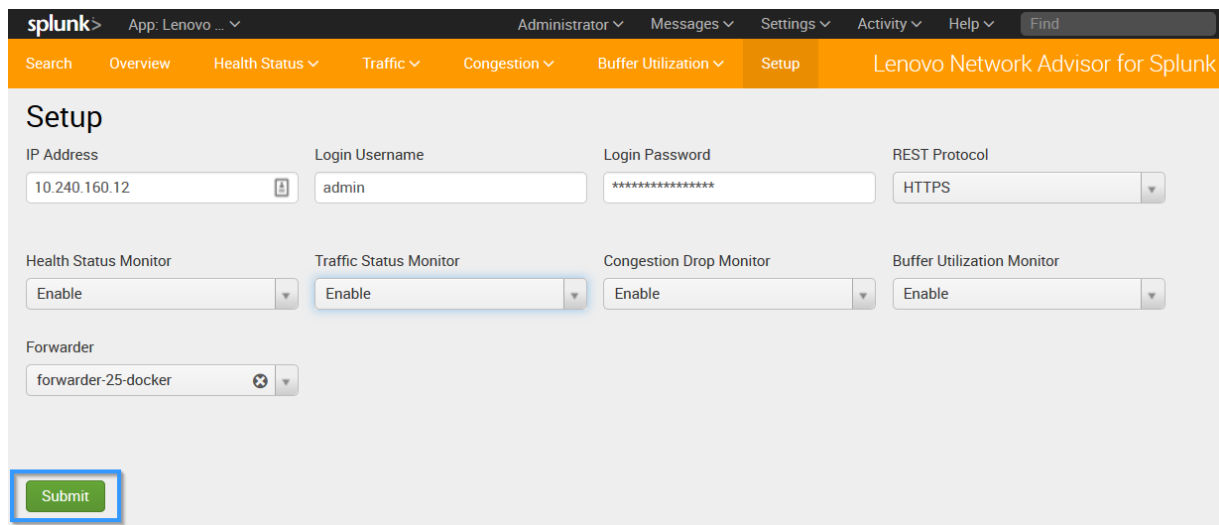 splunk> App: Lenovo ... Administrator Messages Settings Activity Help Find
Search Overview Health Status Traffic Congestion Buffer Utilization Setup Lenovo Network Advisor for Splunk
Setup
IP Address Login Username Login Password REST Protocol
10.240.160.12 admin **************** HTTPS
Health Status Monitor Traffic Status Monitor Congestion Drop Monitor Buffer Utilization Monitor
Enable Enable Enable Enable
Forwarder
forwarder-25-docker
Submit